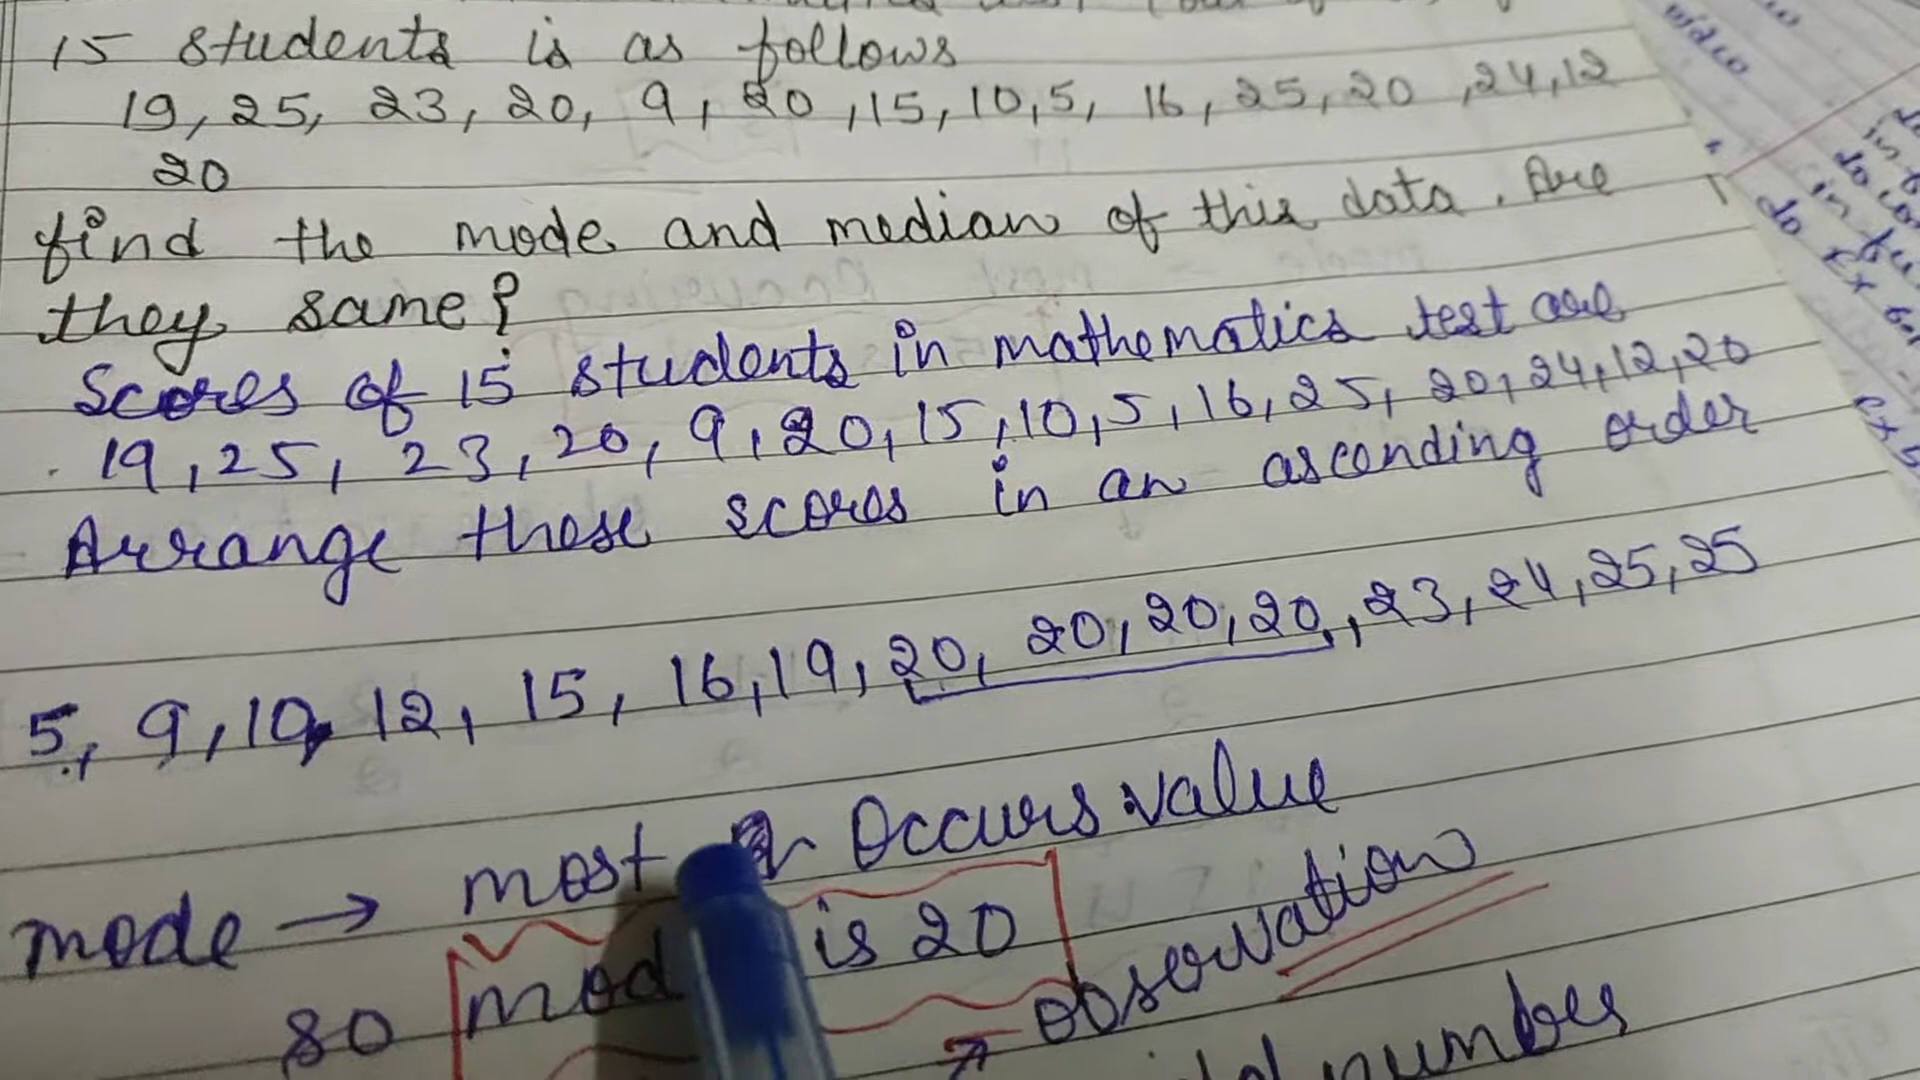 15 students is as follows
19, 25, 23, 20, 9, 20, 15, 10, 5, 16, 25, 20, 24, 12
20
find the mode and median of this data. Are
they same?
Scores of 15 students in mathematics test are
19, 25, 23, 20, 9, 20, 15, 10, 5, 16, 25, 20, 24, 12, 20
Arrange these scores in an ascending order
5, 9, 10, 12, 15, 16, 19, 20, 20, 20, 20, 23, 24, 25, 25
mode → most Occurs value
so mod is 20
→ observation
number